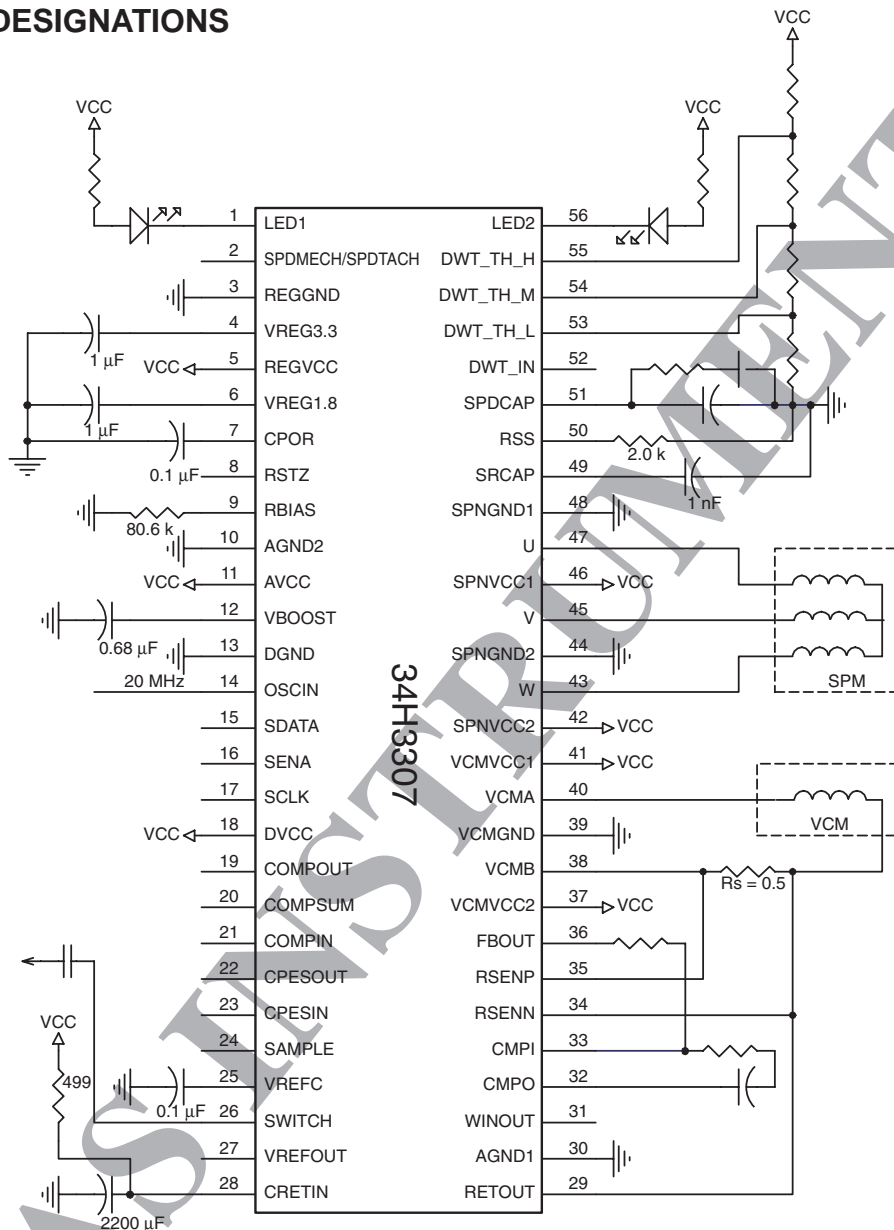 DESIGNATIONS
VCC
VCC
VCC
1 LED1
2 SPDMECH/SPDTACH
3 REGGND
4 VREG3.3
1 µF
VCC 5 REGVCC
6 VREG1.8
1 µF
7 CPOR
0.1 µF
8 RSTZ
9 RBIAS
80.6 k
10 AGND2
VCC 11 AVCC
12 VBOOST
0.68 µF
13 DGND
20 MHz 14 OSCIN
15 SDATA
16 SENA
17 SCLK
VCC 18 DVCC
19 COMPOUT
20 COMPSUM
21 COMPIN
22 CPESOUT
23 CPESIN
VCC
24 SAMPLE
499
25 VREFC
0.1 µF
26 SWITCH
27 VREFOUT
28 CRETIN
2200 µF
34H3307
LED2 56
DWT_TH_H 55
DWT_TH_M 54
DWT_TH_L 53
DWT_IN 52
SPDCAP 51
RSS 50
2.0 k
SRCAP 49
1 nF
SPNGND1 48
U 47
SPNVCC1 46 VCC
V 45
SPNGND2 44
W 43
SPM
SPNVCC2 42 VCC
VCMVCC1 41 VCC
VCMA 40
VCM
VCMGND 39
VCMB 38
Rs = 0.5
VCMVCC2 37 VCC
FBOUT 36
RSENP 35
RSENN 34
CMPI 33
CMPO 32
WINOUT 31
AGND1 30
RETOUT 29
AS INSTRUMENT